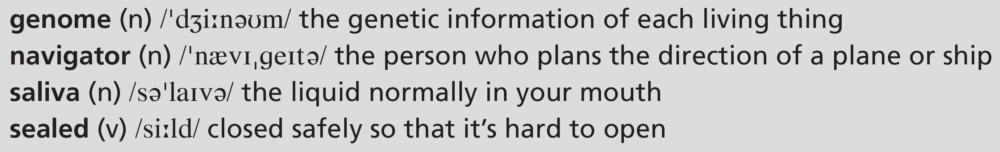 genome (n) /ˈdʒiːnəʊm/ the genetic information of each living thing
navigator (n) /ˈnævɪˌgeɪtə/ the person who plans the direction of a plane or ship
saliva (n) /səˈlaɪvə/ the liquid normally in your mouth
sealed (v) /siːld/ closed safely so that it’s hard to open